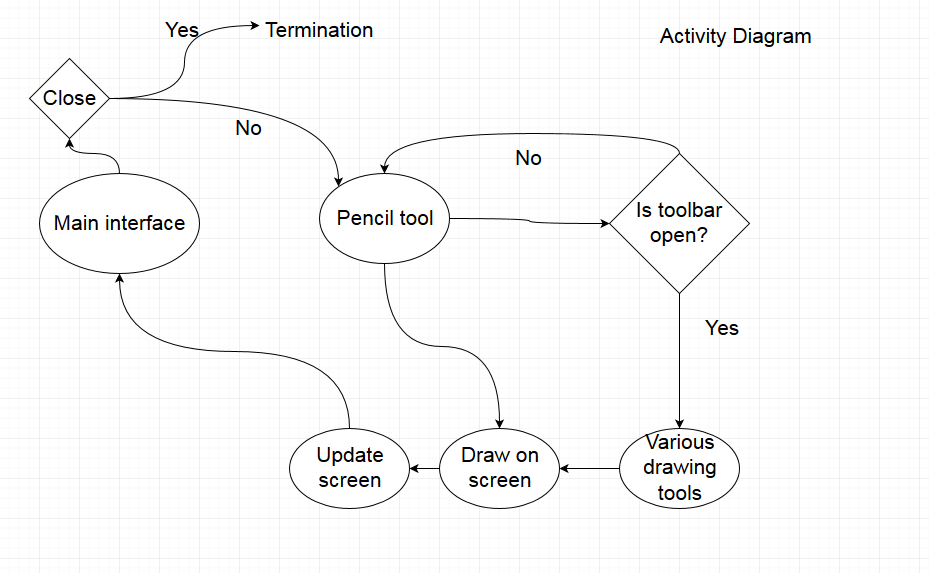 Yes
Termination
Activity Diagram
Close
No
No
Main interface
Pencil tool
Is toolbar
open?
Yes
Update
screen
Draw on
screen
Various
drawing
tools